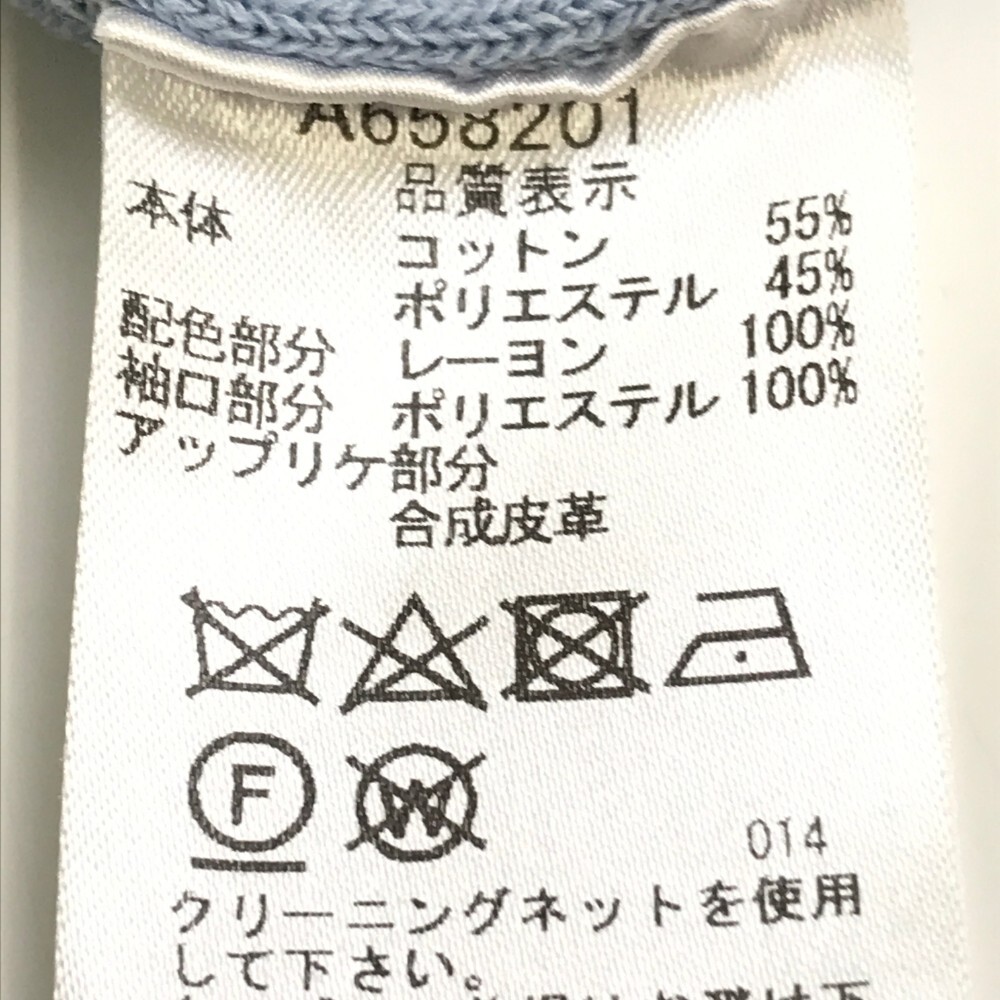 A658201
品質表示
本体 コットン 55%
ポリエステル 45%
配色部分 レーヨン 100%
袖口部分 ポリエステル 100%
アップリケ部分
合成皮革
F W
014
クリーニングネットを使用
して下さい。